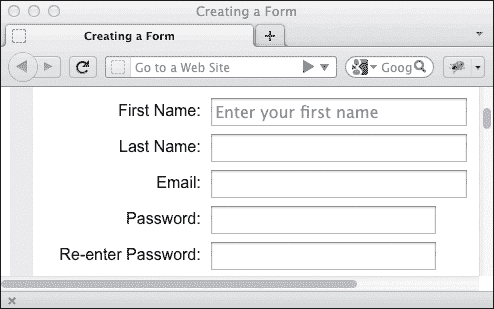 Creating a Form
Creating a Form
Go to a Web Site
Goog
First Name:
Enter your first name
Last Name:
Email:
Password:
Re-enter Password: